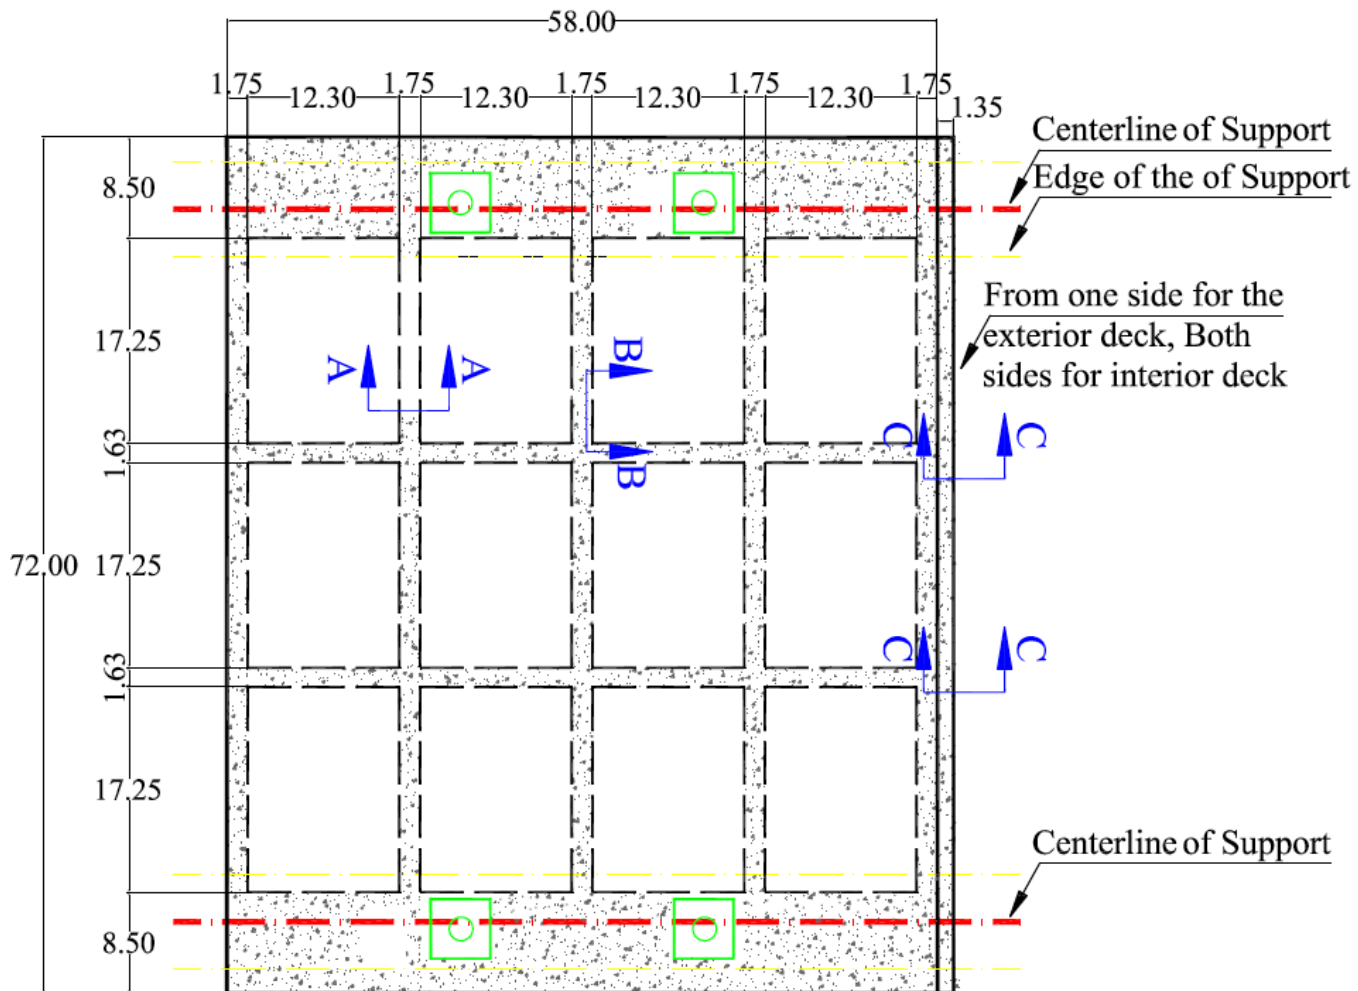 58.00
1.75 1.75 1.75 1.75 1.75
12.30 12.30 12.30 12.30
1.35
Centerline of Support
8.50
Edge of the of Support
From one side for the
17.25
exterior deck, Both
B
A A
sides for interior deck
1.63
C C
B
72.00 17.25
C C
1.63
17.25
Centerline of Support
8.50